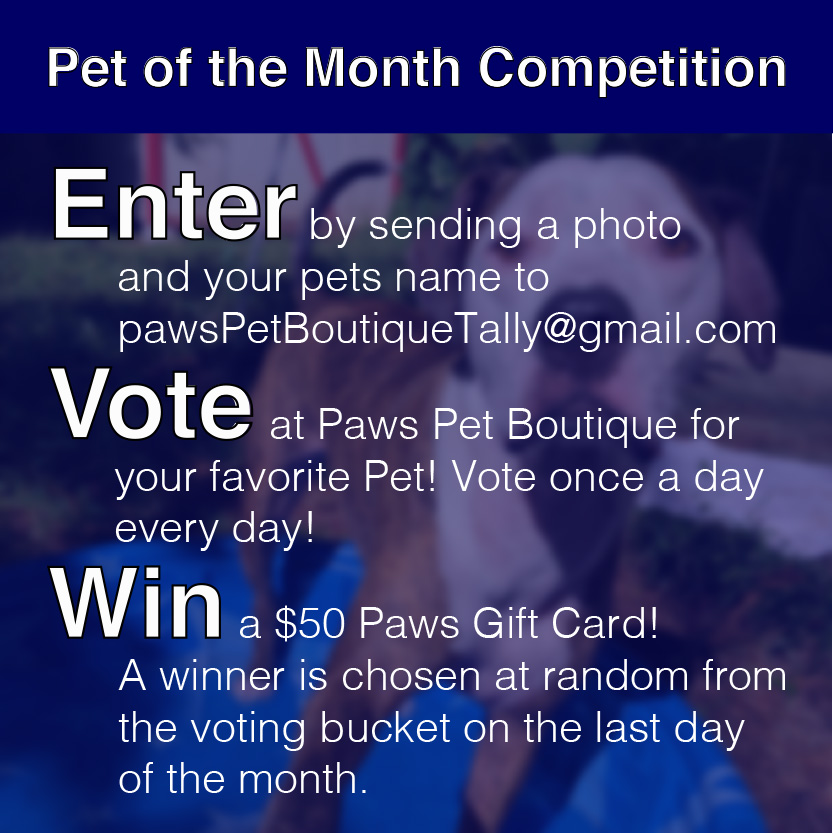 Pet of the Month Competition
Enter by sending a photo
and your pets name to
pawsPetBoutiqueTally@gmail.com
Vote at Paws Pet Boutique for
your favorite Pet! Vote once a day
every day!
Win a $50 Paws Gift Card!
A winner is chosen at random from
the voting bucket on the last day
of the month.